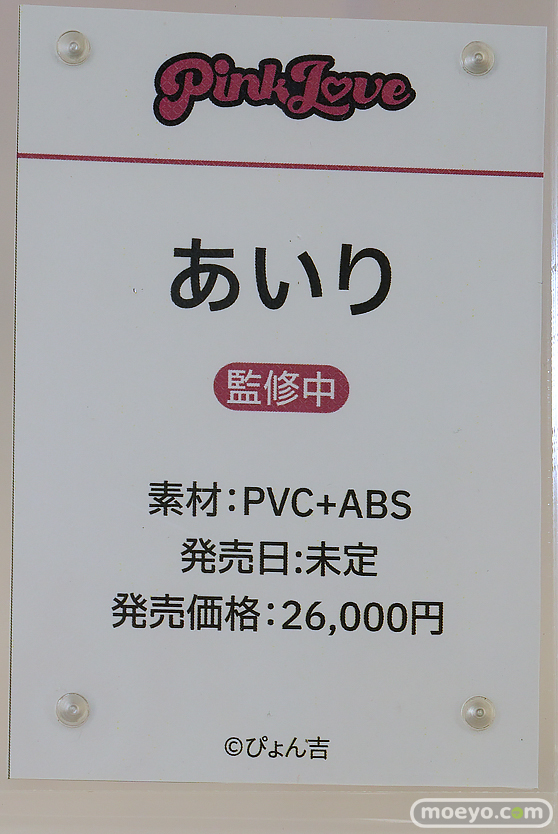 PinkLove
あいり
監修中
素材:PVC+ABS
発売日:未定
発売価格:26,000円
©ぴょん吉
moeyo.com